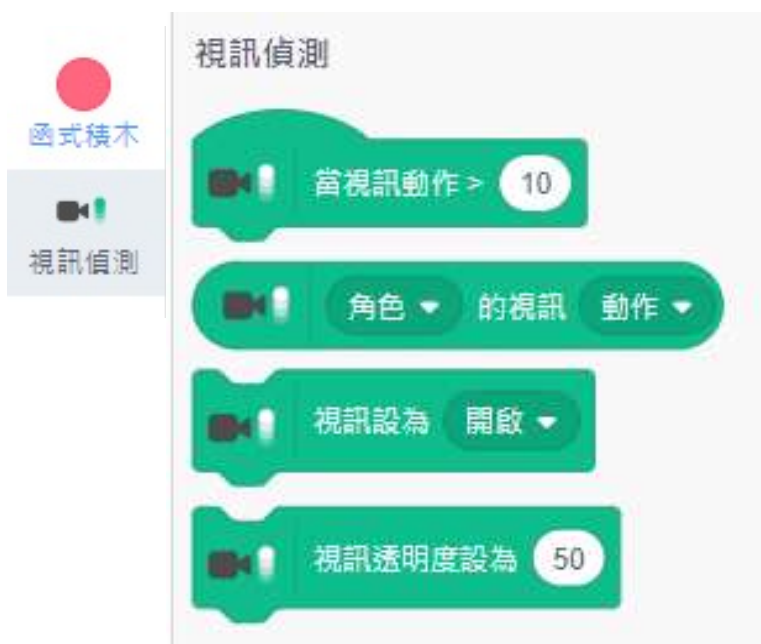 視訊偵測
函式積木
視訊偵測
當視訊動作 > 10
角色 的視訊 動作
視訊設為 開啟
視訊透明度設為 50